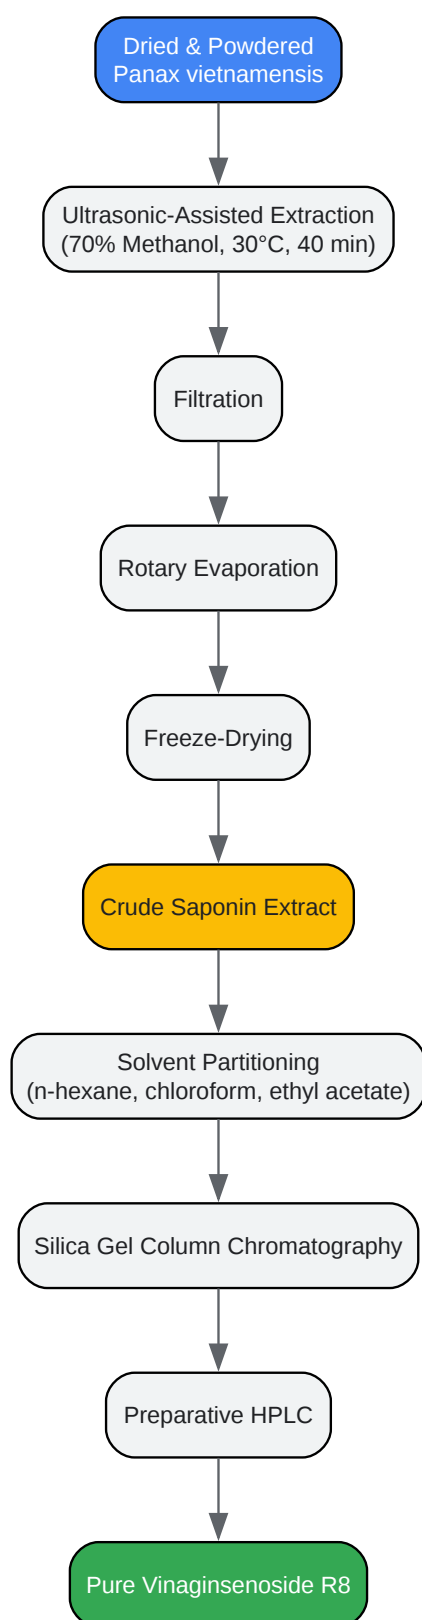 Dried & Powdered
Panax vietnamensis
Ultrasonic-Assisted Extraction
(70% Methanol, 30°C, 40 min)
Filtration
Rotary Evaporation
Freeze-Drying
Crude Saponin Extract
Solvent Partitioning
(n-hexane, chloroform, ethyl acetate)
Silica Gel Column Chromatography
Preparative HPLC
Pure Vinaginsenoside R8